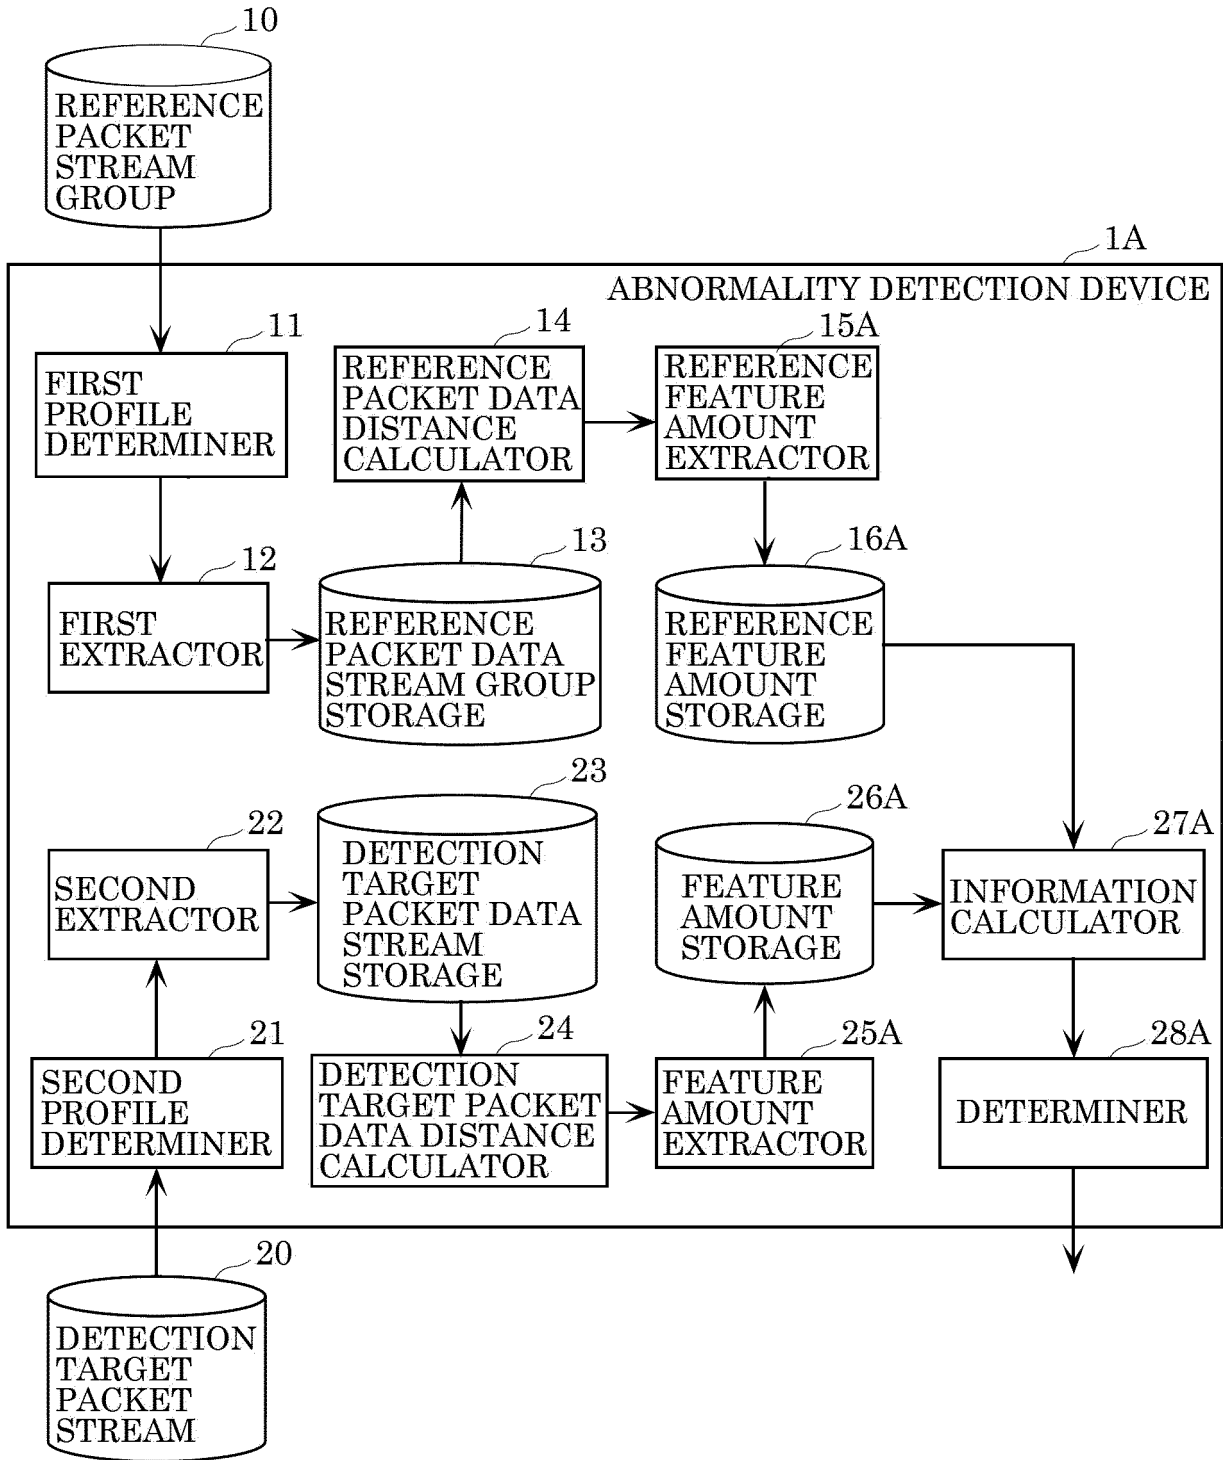 10
REFERENCE
PACKET
STREAM
GROUP
1A
ABNORMALITY DETECTION DEVICE
11
FIRST
PROFILE
DETERMINER
14
REFERENCE
PACKET DATA
DISTANCE
CALCULATOR
15A
REFERENCE
FEATURE
AMOUNT
EXTRACTOR
12
FIRST
EXTRACTOR
13
REFERENCE
PACKET DATA
STREAM GROUP
STORAGE
16A
REFERENCE
FEATURE
AMOUNT
STORAGE
22
SECOND
EXTRACTOR
23
DETECTION
TARGET
PACKET DATA
STREAM
STORAGE
26A
FEATURE
AMOUNT
STORAGE
27A
INFORMATION
CALCULATOR
21
SECOND
PROFILE
DETERMINER
24
DETECTION
TARGET PACKET
DATA DISTANCE
CALCULATOR
25A
FEATURE
AMOUNT
EXTRACTOR
28A
DETERMINER
20
DETECTION
TARGET
PACKET
STREAM